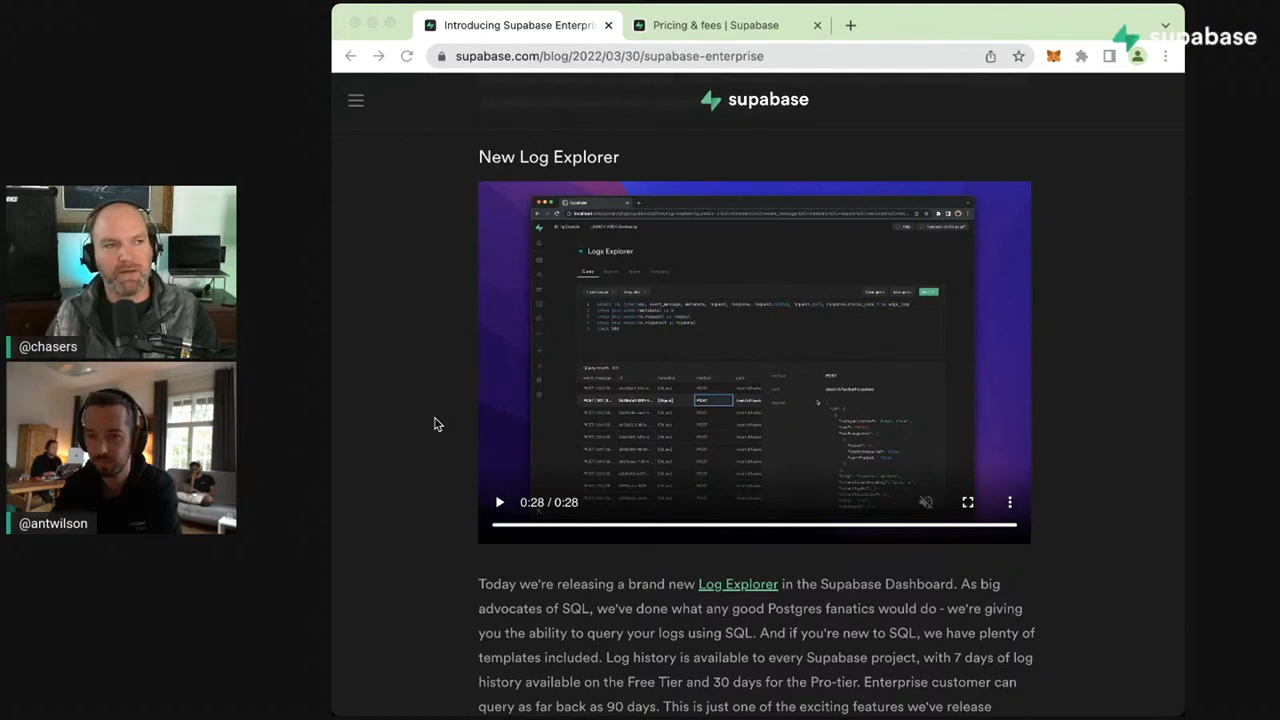 Introducing Supabase Enterpri
Pricing & fees | Supabase
supabase
supabase.com/blog/2022/03/30/supabase-enterprise
supabase
New Log Explorer
Logs Explorer
Query results
POST
0:28 / 0:28
@chasers
@antwilson
Today we're releasing a brand new Log Explorer in the Supabase Dashboard. As big
advocates of SQL, we've done what any good Postgres fanatics would do - we're giving
you the ability to query your logs using SQL. And if you're new to SQL, we have plenty of
templates included. Log history is available to every Supabase project, with 7 days of log
history available on the Free Tier and 30 days for the Pro-tier. Enterprise customer can
query as far back as 90 days. This is just one of the exciting features we've release